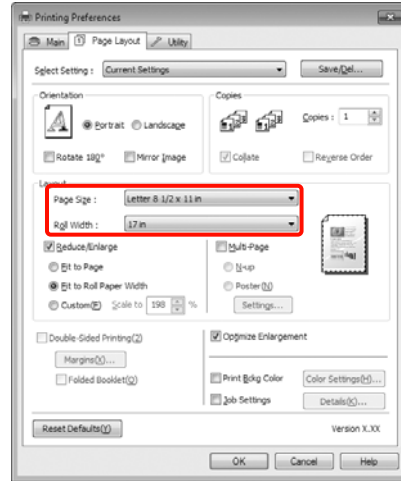 Printing Preferences
Main Page Layout Utility
Select Setting : Current Settings Save/Del...
Orientation Copies
Portrait Landscape Copies : 1
Rotate 180° Mirror Image Collate Reverse Order
Layout
Page Size : Letter 8 1/2 x 11 in
Roll Width : 17 in
Reduce/Enlarge Multi-Page
Fit to Page N-up
Fit to Roll Paper Width Poster(N)
Custom(F) Scale to 198 % Settings...
Double-Sided Printing(2) Optimize Enlargement
Margins(X)...
Folded Booklet(Q) Print Bckg Color Color Settings(H)...
Job Settings Details(K)...
Reset Defaults(Y) Version X.XX
OK Cancel Help